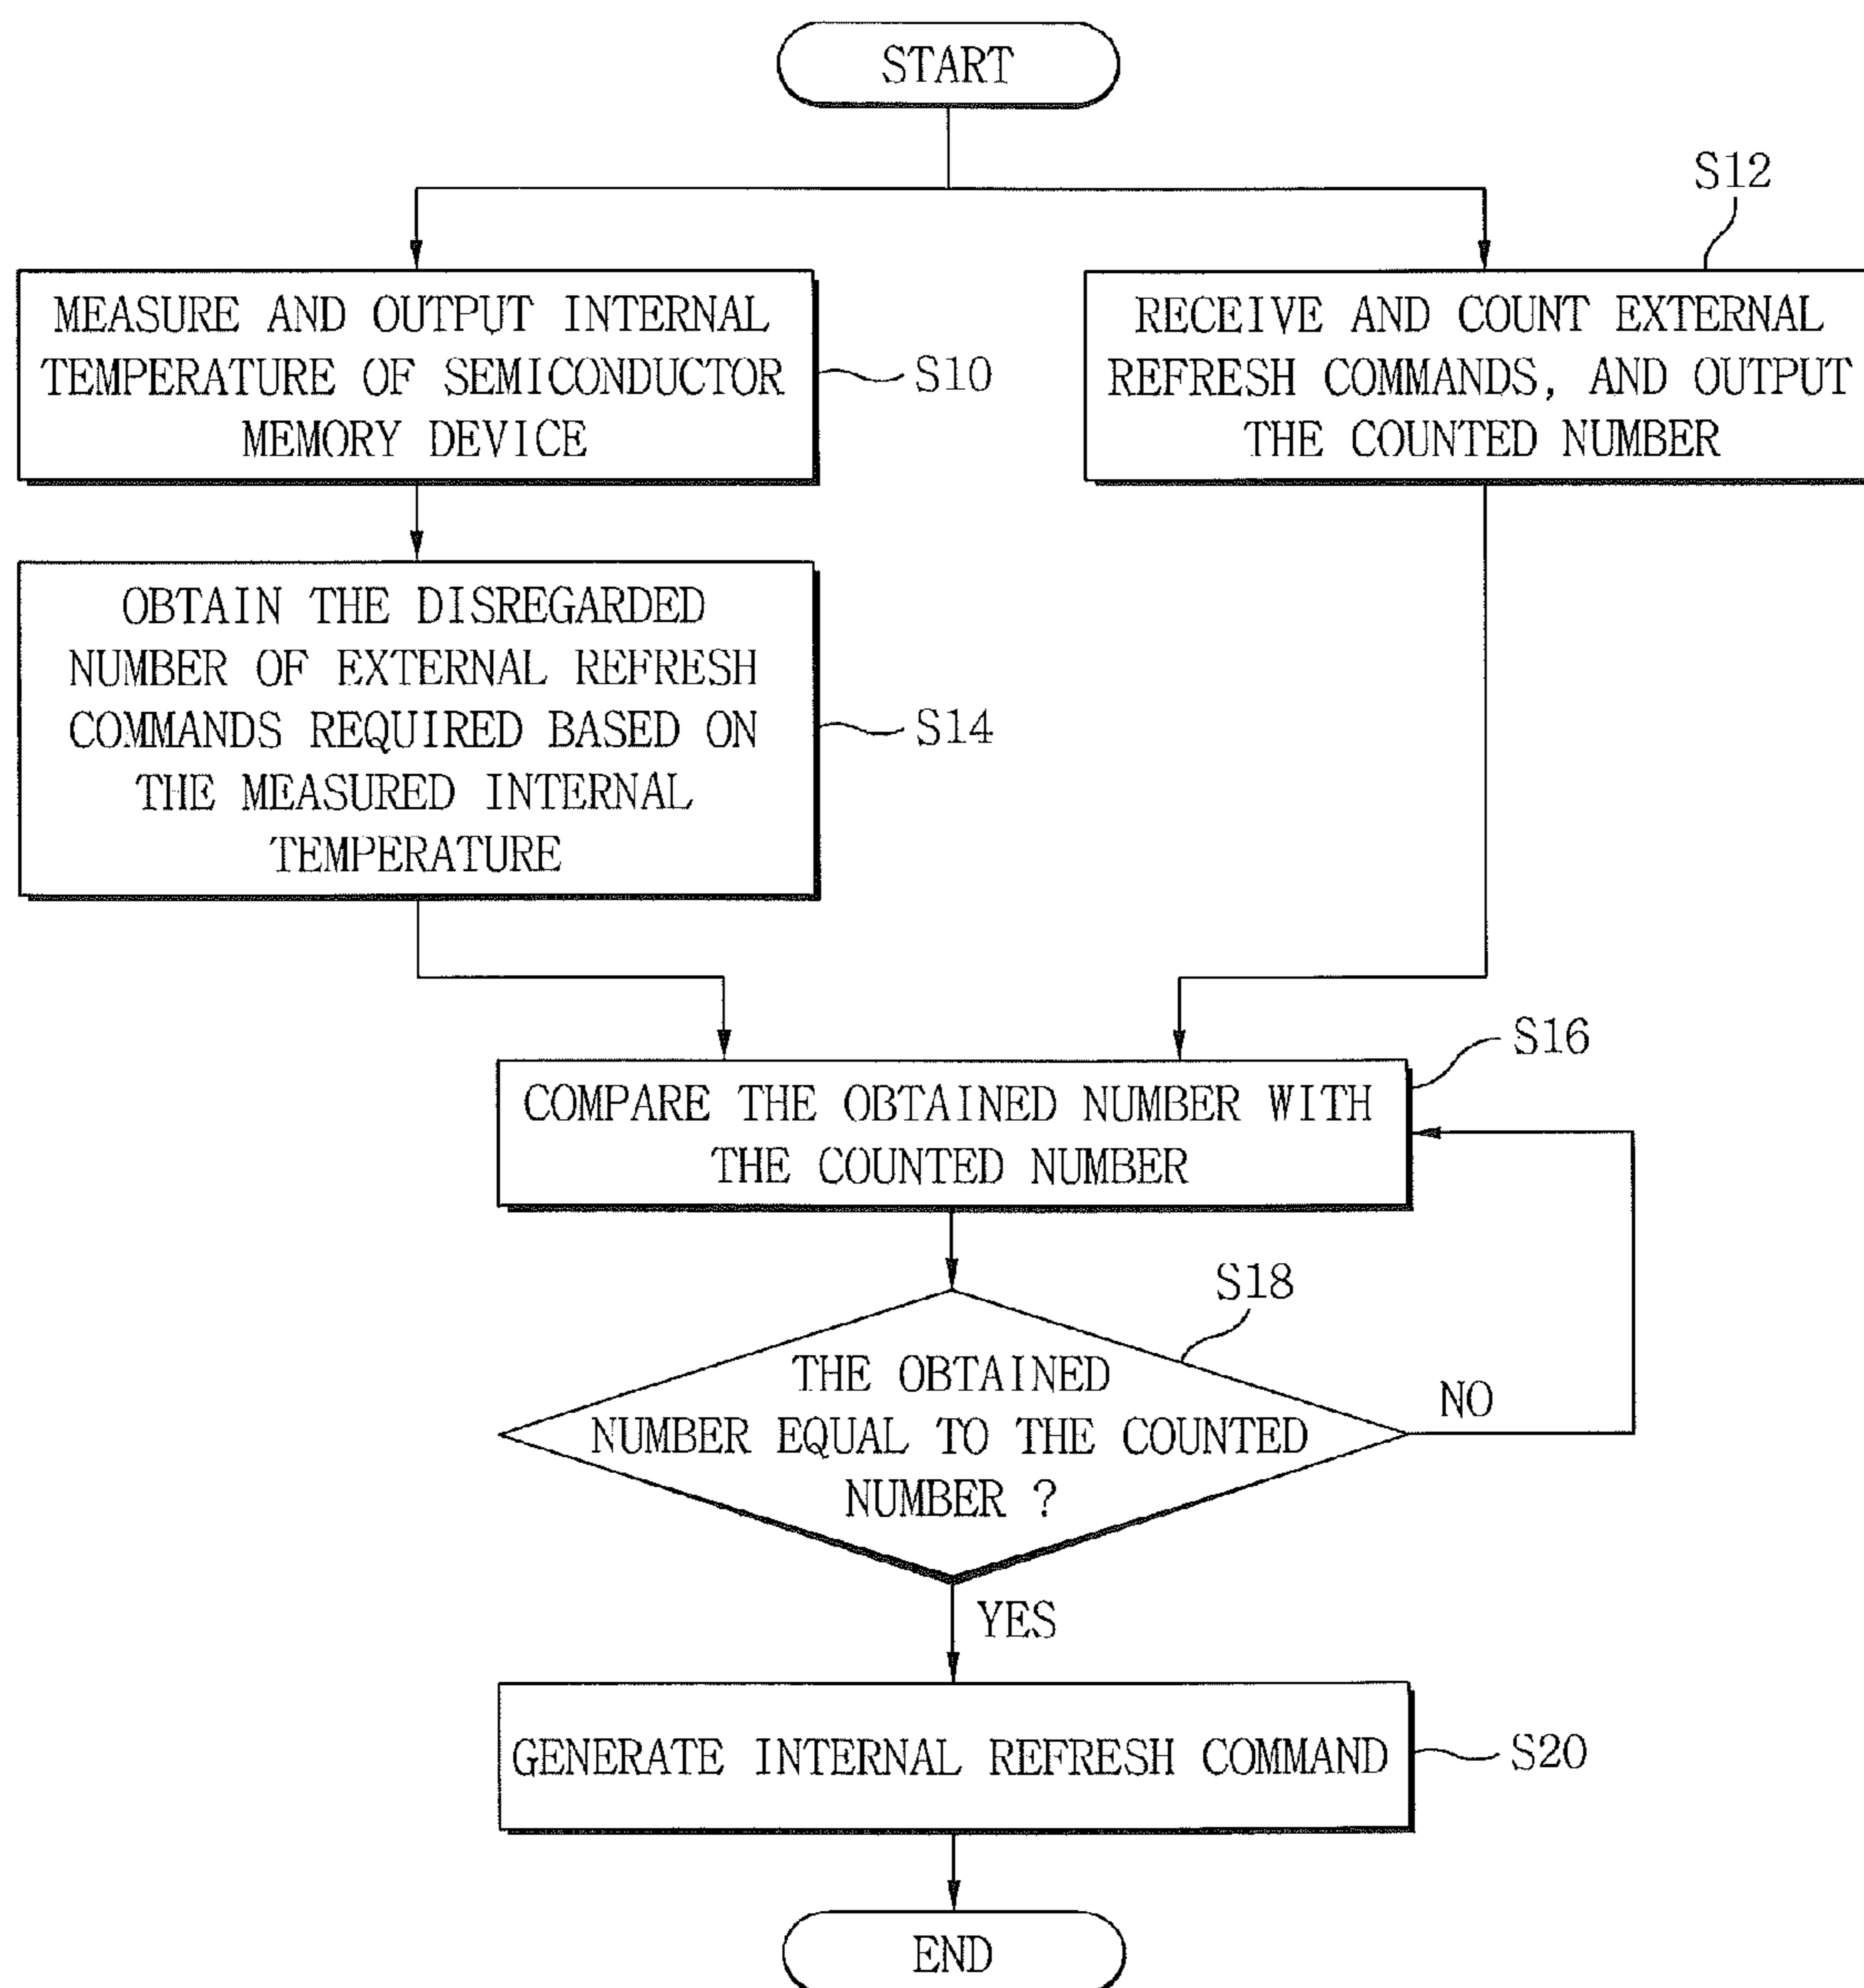 START
S12
MEASURE AND OUTPUT INTERNAL
TEMPERATURE OF SEMICONDUCTOR
MEMORY DEVICE
S10
RECEIVE AND COUNT EXTERNAL
REFRESH COMMANDS, AND OUTPUT
THE COUNTED NUMBER
OBTAIN THE DISREGARDED
NUMBER OF EXTERNAL REFRESH
COMMANDS REQUIRED BASED ON
THE MEASURED INTERNAL
TEMPERATURE
S14
S16
COMPARE THE OBTAINED NUMBER WITH
THE COUNTED NUMBER
S18
THE OBTAINED
NUMBER EQUAL TO THE COUNTED
NUMBER ?
NO
YES
GENERATE INTERNAL REFRESH COMMAND
S20
END